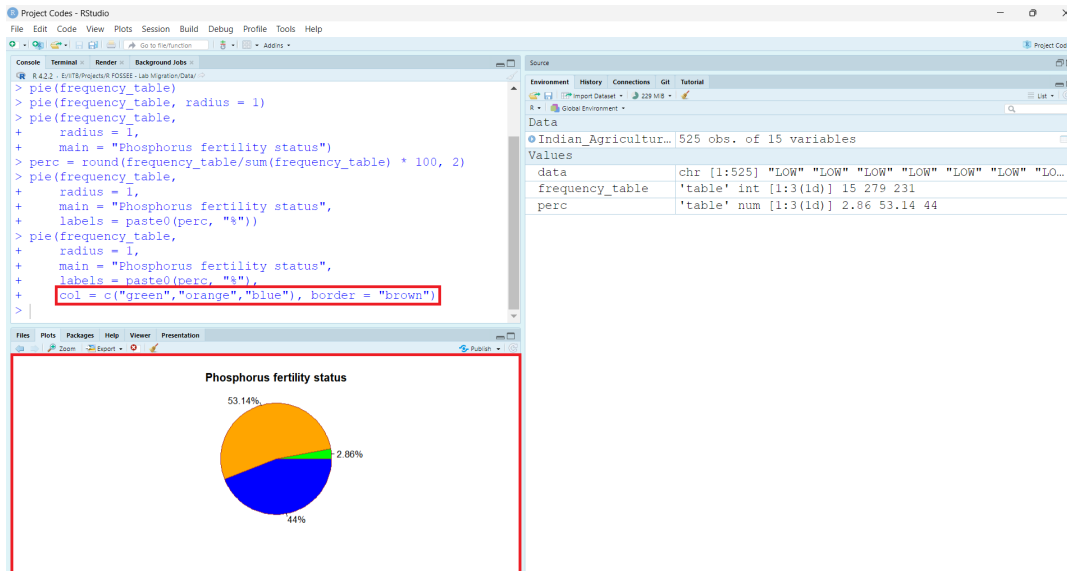 Project Codes - RStudio
File Edit Code View Plots Session Build Debug Profile Tools Help
Go to file/function Addins Project Cod
Console Terminal Render Background Jobs
R 4.2.2 · E:/IITB/Projects/R FOSSEE - Lab Migration/Data/
> pie(frequency_table)
> pie(frequency_table, radius = 1)
> pie(frequency_table,
+ radius = 1,
+ main = "Phosphorus fertility status")
> perc = round(frequency_table/sum(frequency_table) * 100, 2)
> pie(frequency_table,
+ radius = 1,
+ main = "Phosphorus fertility status",
+ labels = paste0(perc, "%"))
> pie(frequency_table,
+ radius = 1,
+ main = "Phosphorus fertility status",
+ labels = paste0(perc, "%"),
+ col = c("green","orange","blue"), border = "brown")
>
Files Plots Packages Help Viewer Presentation
Zoom Export Publish
Phosphorus fertility status
53.14%
2.86%
44%
Source
Environment History Connections Git Tutorial
Import Dataset 229 MiB List
R Global Environment
Data
Indian_Agricultur… 525 obs. of 15 variables
Values
data chr [1:525] "LOW" "LOW" "LOW" "LOW" "LOW" "LOW" "LO…
frequency_table 'table' int [1:3(1d)] 15 279 231
perc 'table' num [1:3(1d)] 2.86 53.14 44